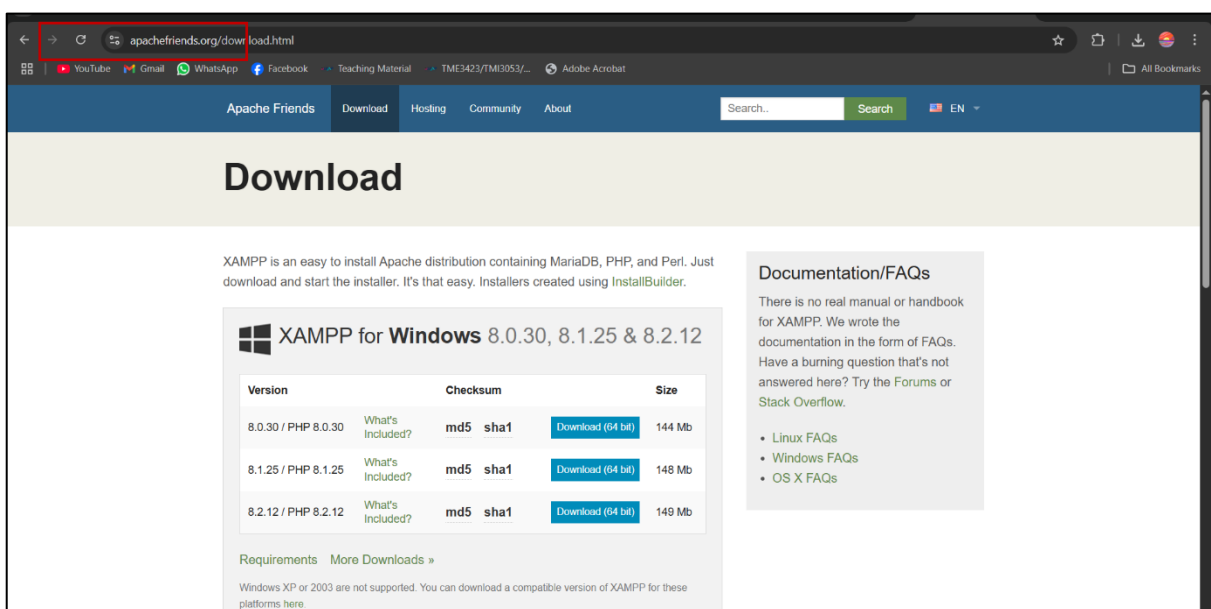 apachefriends.org/download.html
YouTube Gmail WhatsApp Facebook Teaching Material TME3423/TMI3053/... Adobe Acrobat All Bookmarks
Apache Friends Download Hosting Community About Search.. Search EN
Download
XAMPP is an easy to install Apache distribution containing MariaDB, PHP, and Perl. Just
download and start the installer. It's that easy. Installers created using InstallBuilder.
XAMPP for Windows 8.0.30, 8.1.25 & 8.2.12
Version Checksum Size
8.0.30 / PHP 8.0.30 What's Included? md5 sha1 Download (64 bit) 144 Mb
8.1.25 / PHP 8.1.25 What's Included? md5 sha1 Download (64 bit) 148 Mb
8.2.12 / PHP 8.2.12 What's Included? md5 sha1 Download (64 bit) 149 Mb
Requirements More Downloads »
Windows XP or 2003 are not supported. You can download a compatible version of XAMPP for these
platforms here.
Documentation/FAQs
There is no real manual or handbook
for XAMPP. We wrote the
documentation in the form of FAQs.
Have a burning question that's not
answered here? Try the Forums or
Stack Overflow.
• Linux FAQs
• Windows FAQs
• OS X FAQs